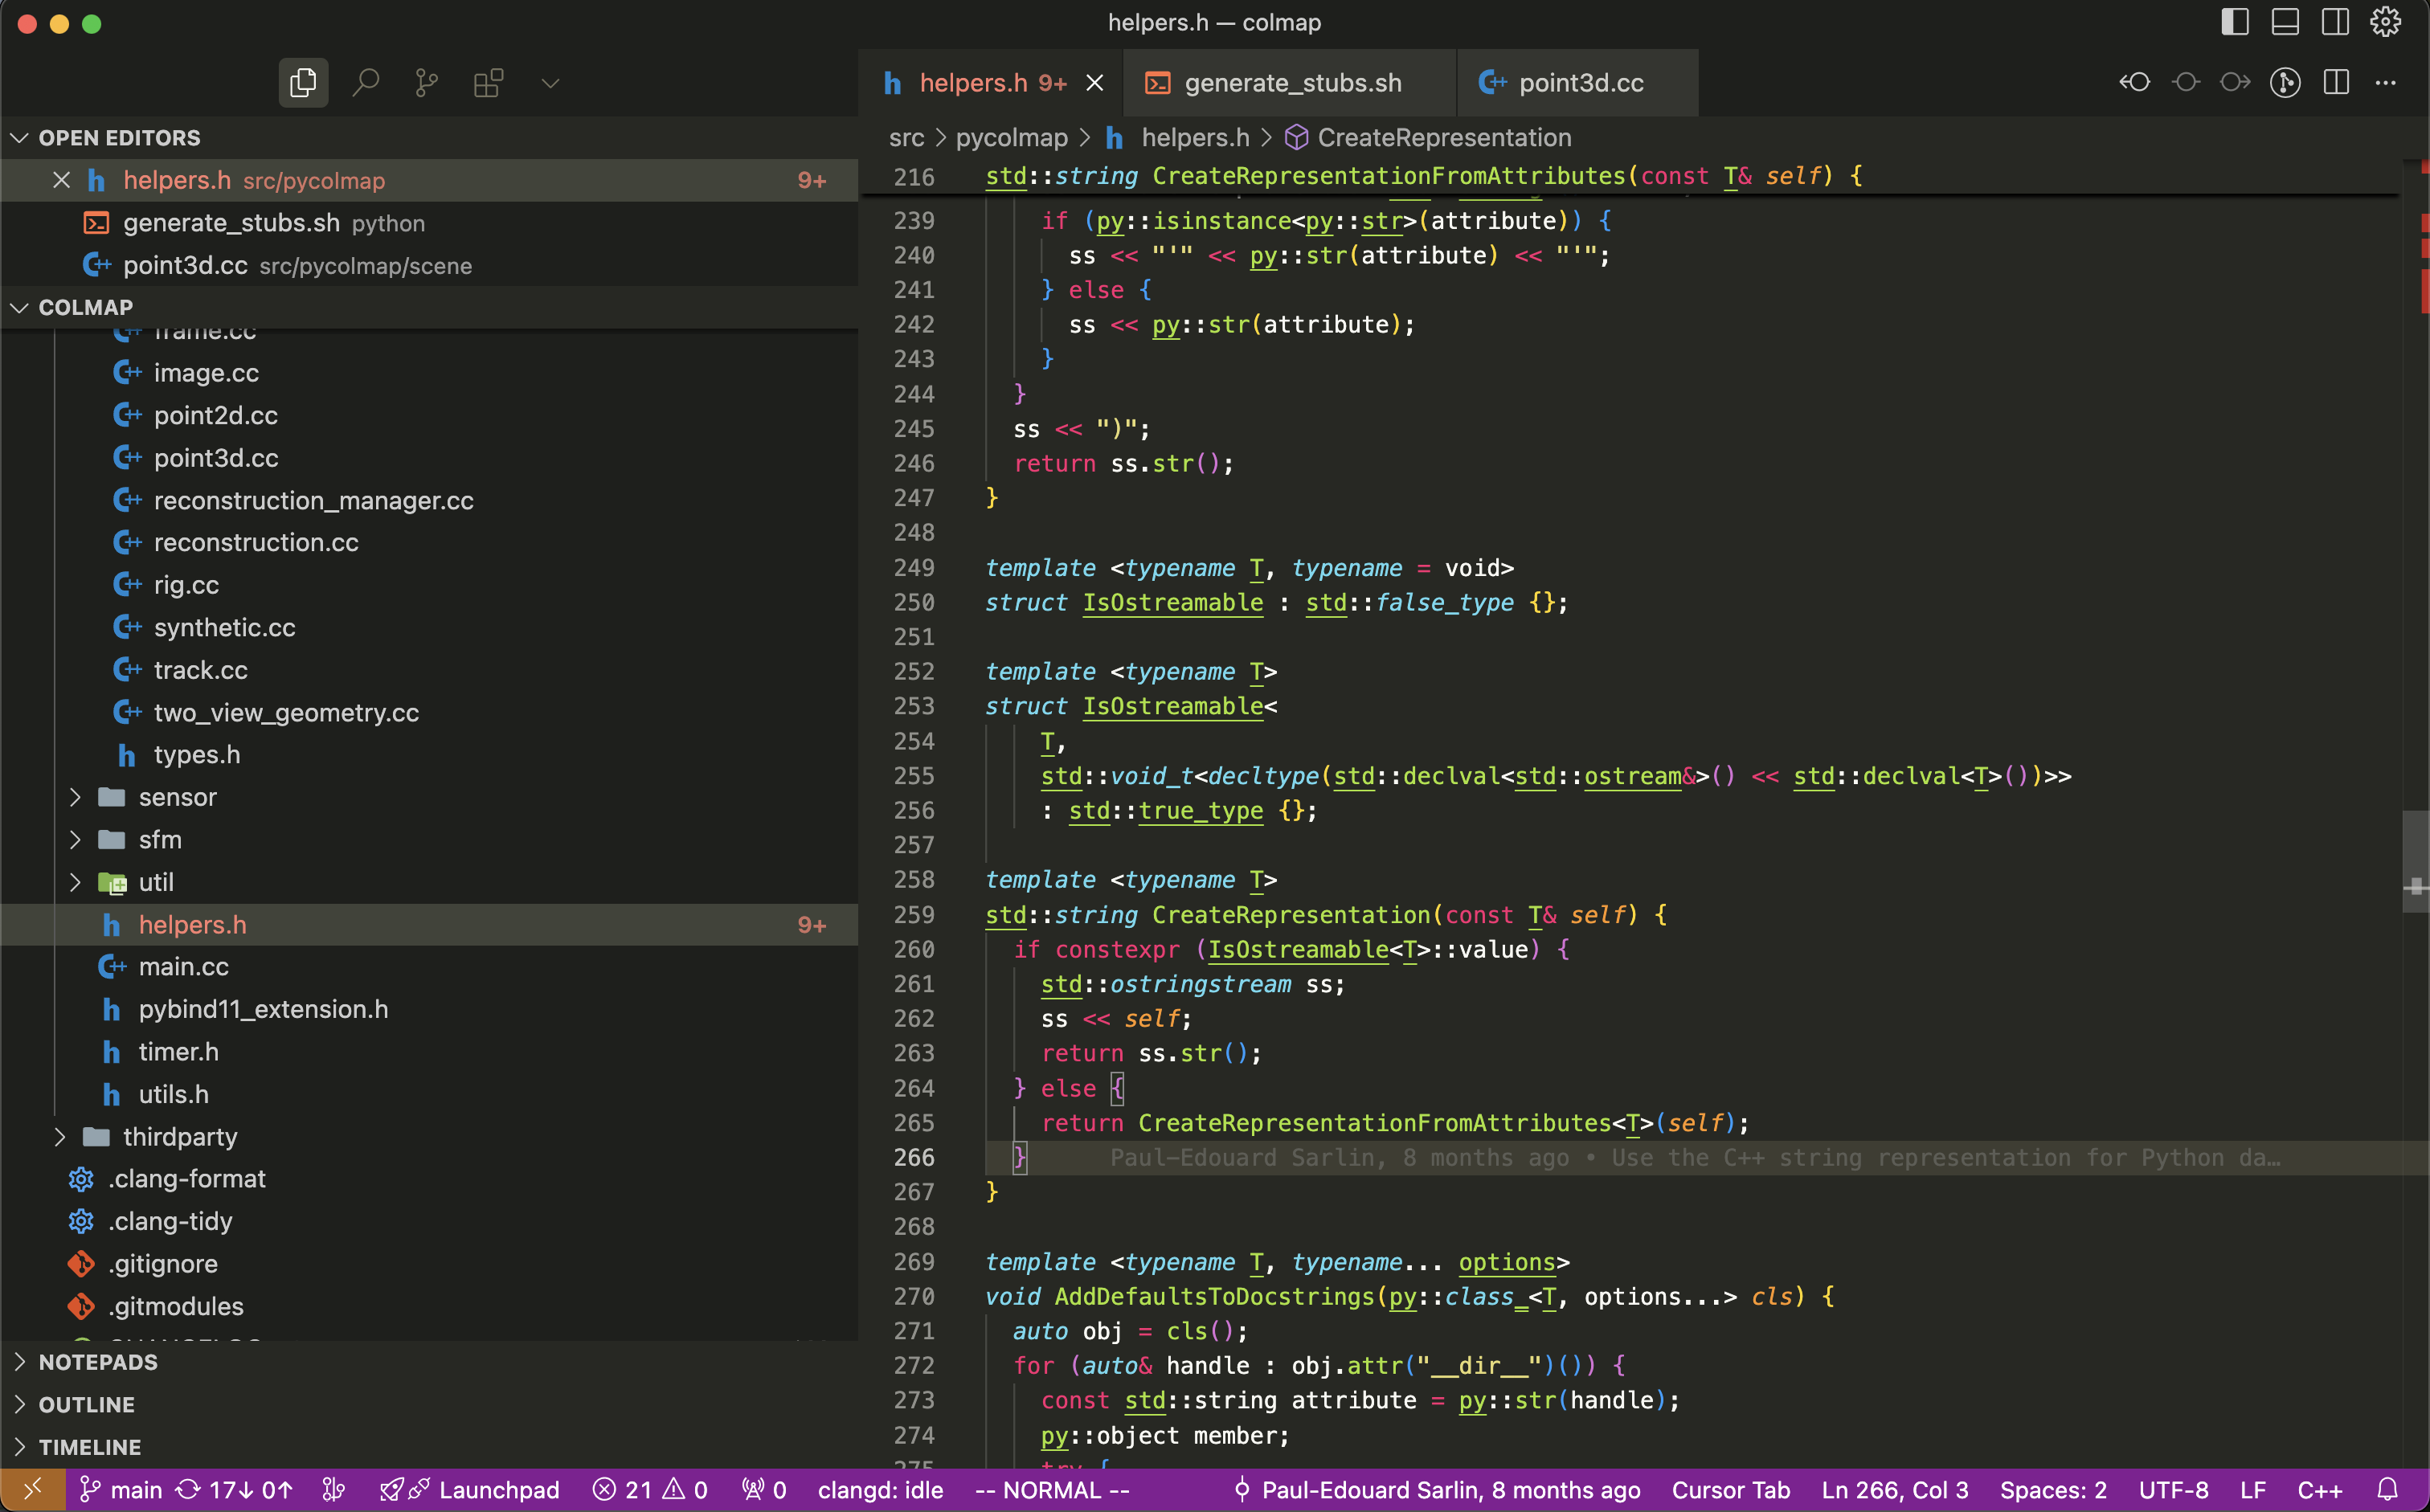 helpers.h — colmap
helpers.h 9+
generate_stubs.sh
point3d.cc
OPEN EDITORS
helpers.h src/pycolmap 9+
generate_stubs.sh python
point3d.cc src/pycolmap/scene
COLMAP
frame.cc
image.cc
point2d.cc
point3d.cc
reconstruction_manager.cc
reconstruction.cc
rig.cc
synthetic.cc
track.cc
two_view_geometry.cc
types.h
sensor
sfm
util
helpers.h 9+
main.cc
pybind11_extension.h
timer.h
utils.h
thirdparty
.clang-format
.clang-tidy
.gitignore
.gitmodules
NOTEPADS
OUTLINE
TIMELINE
src > pycolmap > helpers.h > CreateRepresentation
216 std::string CreateRepresentationFromAttributes(const T& self) {
239 if (py::isinstance<py::str>(attribute)) {
240 ss << "'" << py::str(attribute) << "'";
241 } else {
242 ss << py::str(attribute);
243 }
244 }
245 ss << ")";
246 return ss.str();
247 }
248
249 template <typename T, typename = void>
250 struct IsOstreamable : std::false_type {};
251
252 template <typename T>
253 struct IsOstreamable<
254 T,
255 std::void_t<decltype(std::declval<std::ostream&>() << std::declval<T>())>>
256 : std::true_type {};
257
258 template <typename T>
259 std::string CreateRepresentation(const T& self) {
260 if constexpr (IsOstreamable<T>::value) {
261 std::ostringstream ss;
262 ss << self;
263 return ss.str();
264 } else {
265 return CreateRepresentationFromAttributes<T>(self);
266 } Paul-Edouard Sarlin, 8 months ago • Use the C++ string representation for Python da…
267 }
268
269 template <typename T, typename... options>
270 void AddDefaultsToDocstrings(py::class_<T, options...> cls) {
271 auto obj = cls();
272 for (auto& handle : obj.attr("__dir__")()) {
273 const std::string attribute = py::str(handle);
274 py::object member;
275 try {
main 17↓ 0↑ Launchpad 21 0 0 clangd: idle -- NORMAL -- Paul-Edouard Sarlin, 8 months ago Cursor Tab Ln 266, Col 3 Spaces: 2 UTF-8 LF C++